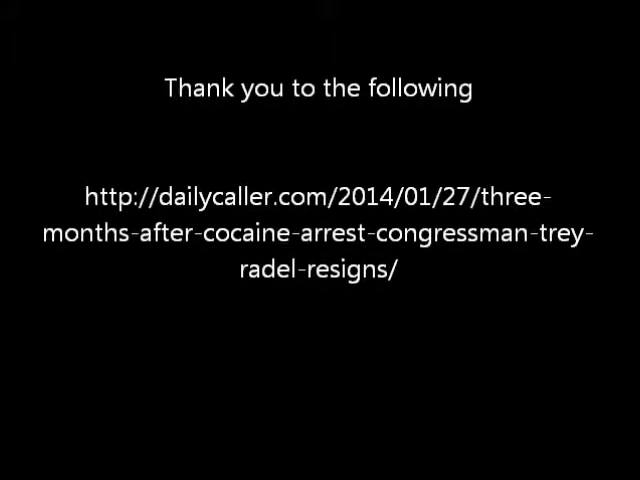 Thank you to the following
http://dailycaller.com/2014/01/27/three-
months-after-cocaine-arrest-congressman-trey-
radel-resigns/